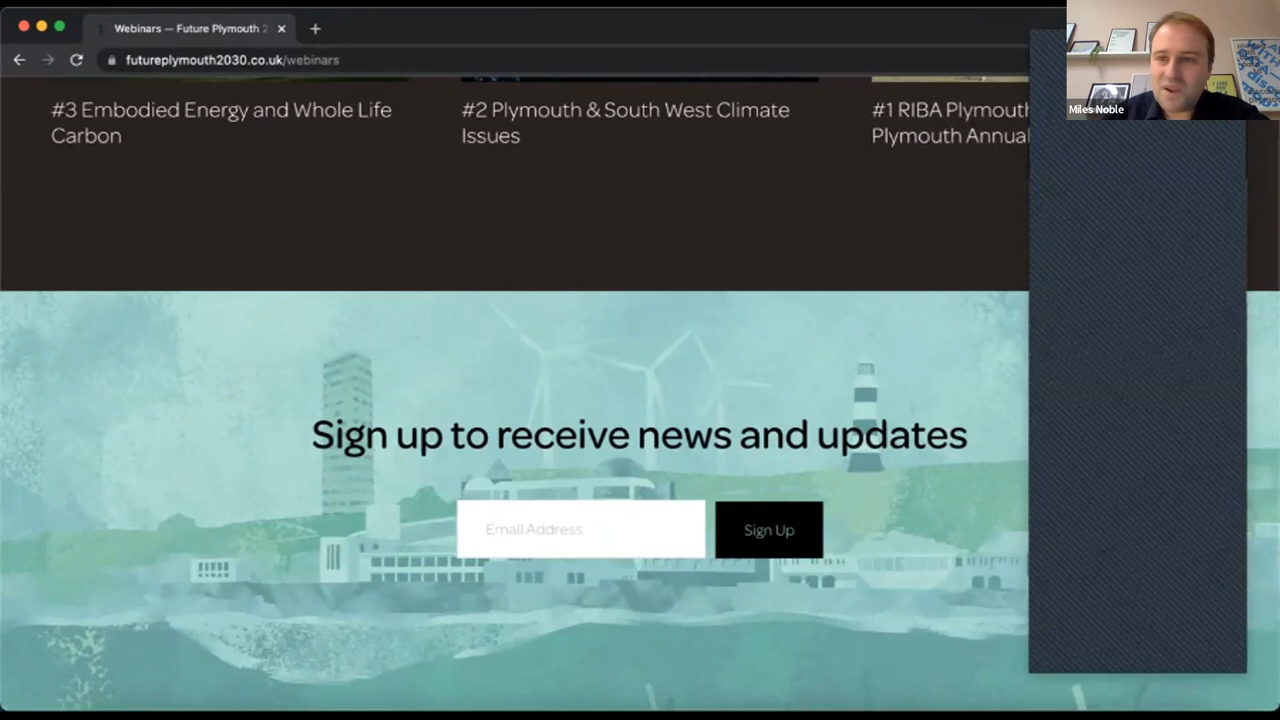 Webinars — Future Plymouth 2
futureplymouth2030.co.uk/webinars
Miles Noble
#3 Embodied Energy and Whole Life
Carbon
#2 Plymouth & South West Climate
Issues
#1 RIBA Plymouth
Plymouth Annual
Sign up to receive news and updates
Email Address
Sign Up